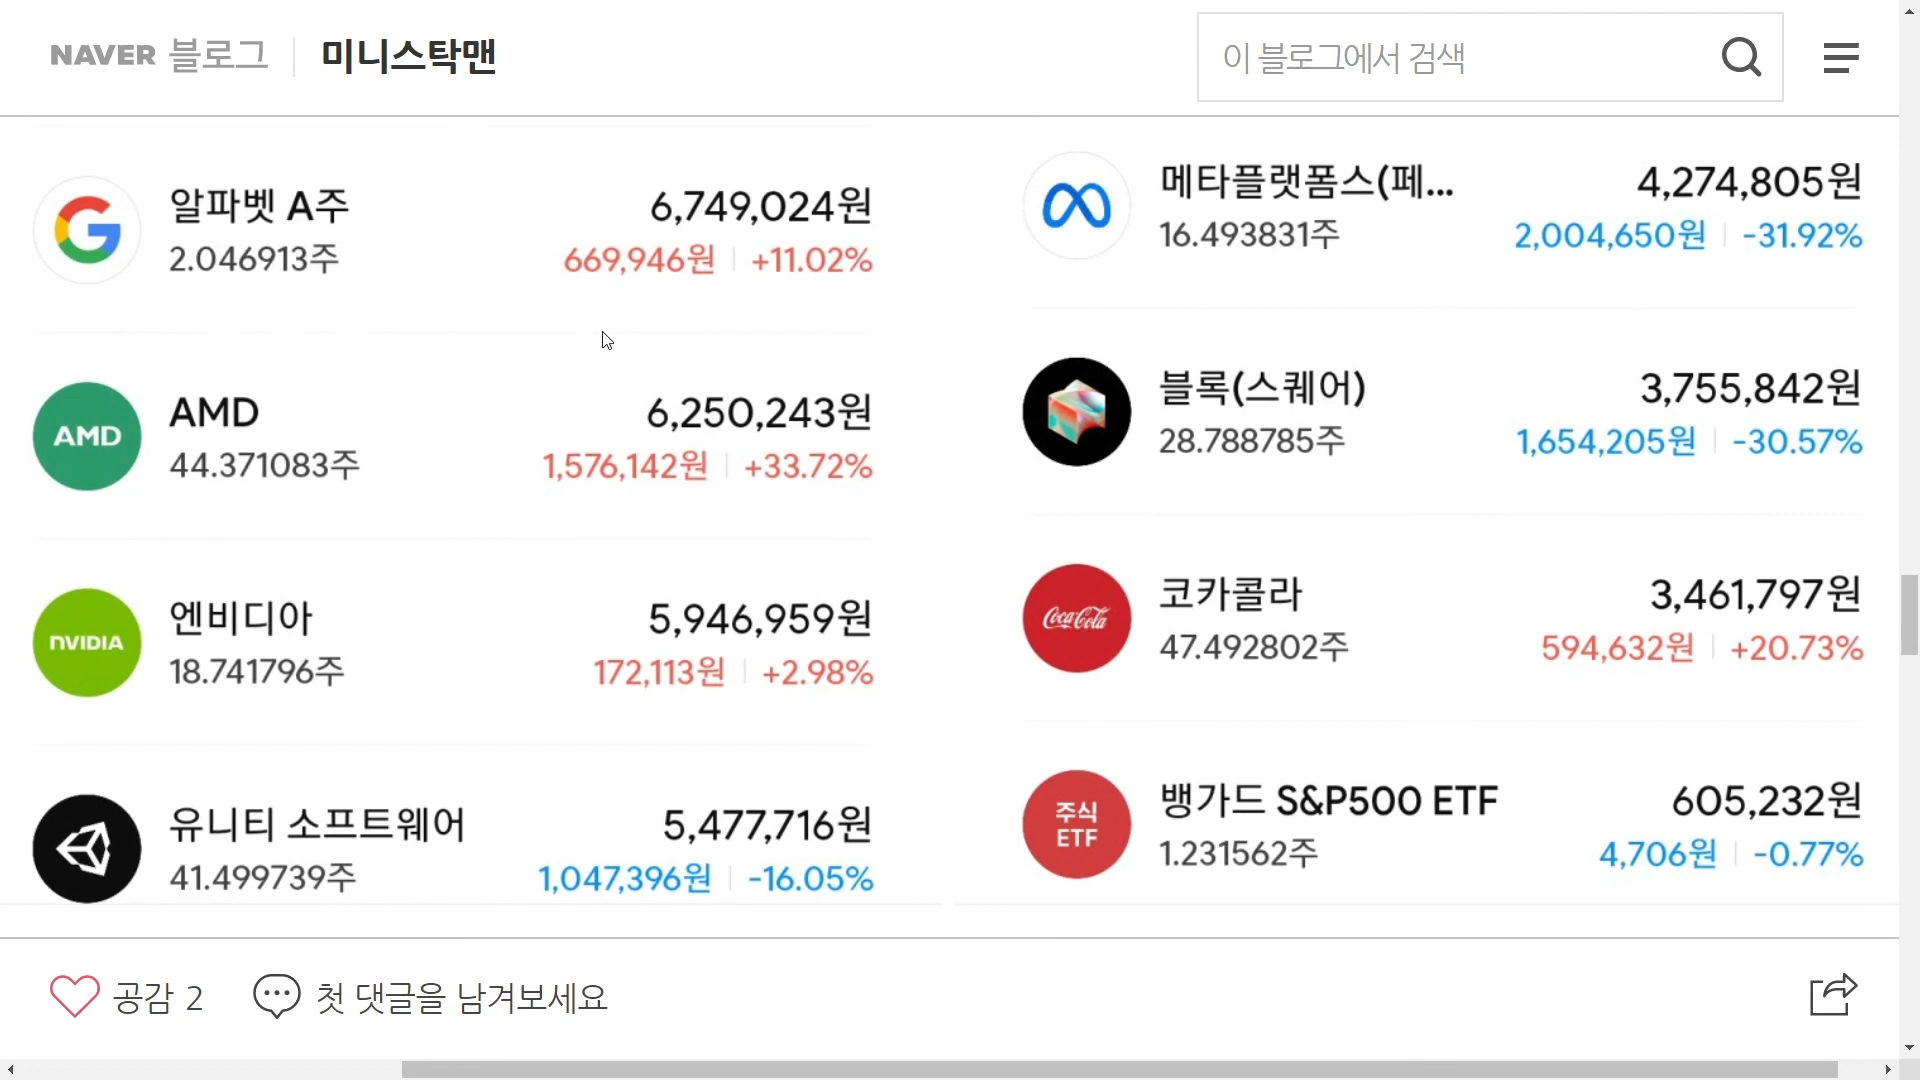 NAVER 블로그 미니스탁맨
이 블로그에서 검색
알파벳 A주 6,749,024원
2.046913주 669,946원 +11.02%
AMD
AMD 6,250,243원
44.371083주 1,576,142원 +33.72%
NVIDIA
엔비디아 5,946,959원
18.741796주 172,113원 +2.98%
유니티 소프트웨어 5,477,716원
41.499739주 1,047,396원 -16.05%
메타플랫폼스(페... 4,274,805원
16.493831주 2,004,650원 -31.92%
블록(스퀘어) 3,755,842원
28.788785주 1,654,205원 -30.57%
Coca-Cola
코카콜라 3,461,797원
47.492802주 594,632원 +20.73%
주식
ETF
뱅가드 S&P500 ETF 605,232원
1.231562주 4,706원 -0.77%
공감 2 첫 댓글을 남겨보세요